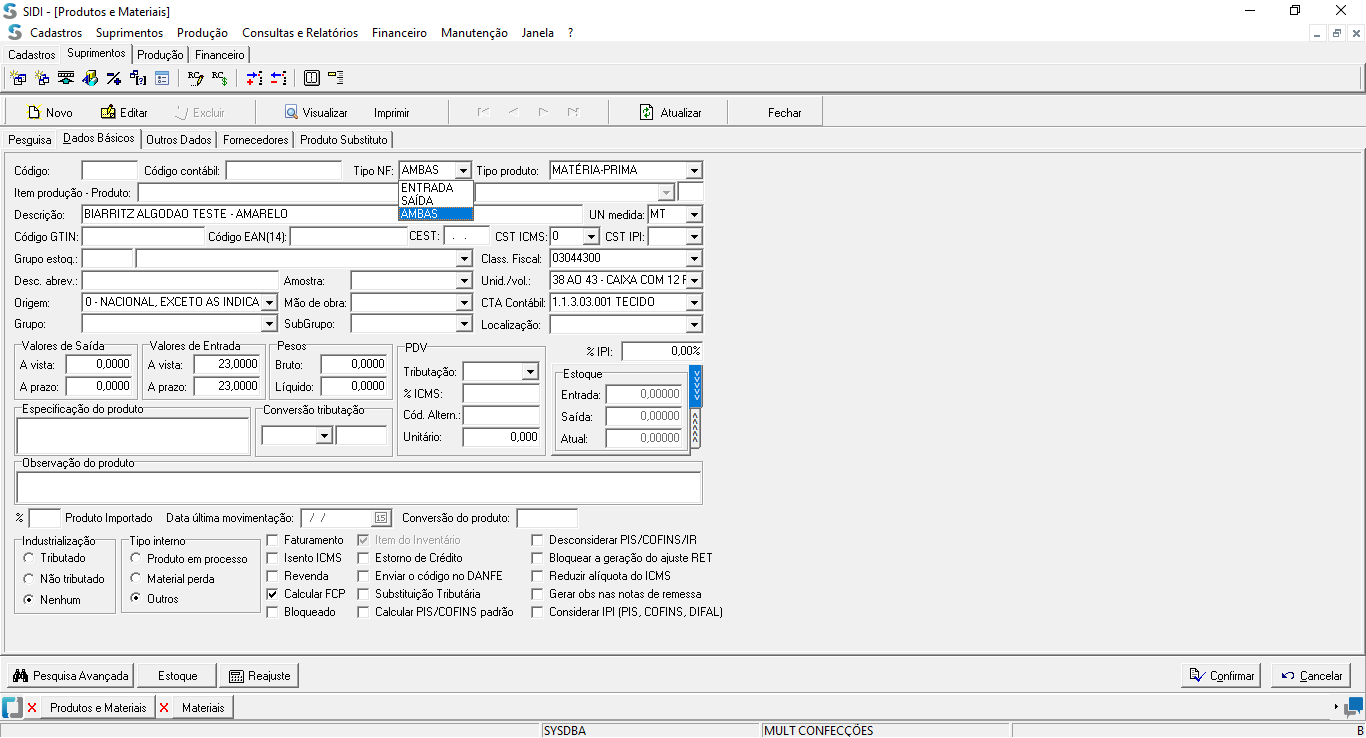 SIDI - [Produtos e Materiais]
Cadastros Suprimentos Produção Consultas e Relatórios Financeiro Manutenção Janela ?
Cadastros Suprimentos Produção Financeiro
Novo Editar Excluir Visualizar Imprimir Atualizar Fechar
Pesquisa Dados Básicos Outros Dados Fornecedores Produto Substituto
Código: Código contábil: Tipo NF: AMBAS Tipo produto: MATÉRIA-PRIMA
ENTRADA
SAÍDA
AMBAS
Item produção - Produto:
Descrição: BIARRITZ ALGODAO TESTE - AMARELO UN medida: MT
Código GTIN: Código EAN(14): CEST: . . CST ICMS: 0 CST IPI:
Grupo estoq.: Class. Fiscal: 03044300
Desc. abrev.: Amostra: Unid./vol.: 38 AO 43 - CAIXA COM 12 F
Origem: 0 - NACIONAL, EXCETO AS INDICA Mão de obra: CTA Contábil: 1.1.3.03.001 TECIDO
Grupo: SubGrupo: Localização:
Valores de Saída Valores de Entrada Pesos PDV % IPI: 0,00%
A vista: 0,0000 A vista: 23,0000 Bruto: 0,0000 Tributação: Estoque
A prazo: 0,0000 A prazo: 23,0000 Líquido: 0,0000 % ICMS: Entrada: 0,00000
Especificação do produto Conversão tributação Cód. Altern.: Saída: 0,00000
Unitário: 0,000 Atual: 0,00000
Observação do produto
% Produto Importado Data última movimentação: / / 15 Conversão do produto:
Industrialização Tipo interno Faturamento Item do Inventário Desconsiderar PIS/COFINS/IR
Tributado Produto em processo Isento ICMS Estorno de Crédito Bloquear a geração do ajuste RET
Não tributado Material perda Revenda Enviar o código no DANFE Reduzir alíquota do ICMS
Nenhum Outros Calcular FCP Substituição Tributária Gerar obs nas notas de remessa
Bloqueado Calcular PIS/COFINS padrão Considerar IPI (PIS, COFINS, DIFAL)
Pesquisa Avançada Estoque Reajuste Confirmar Cancelar
Produtos e Materiais Materiais
SYSDBA MULT CONFECÇÕES B